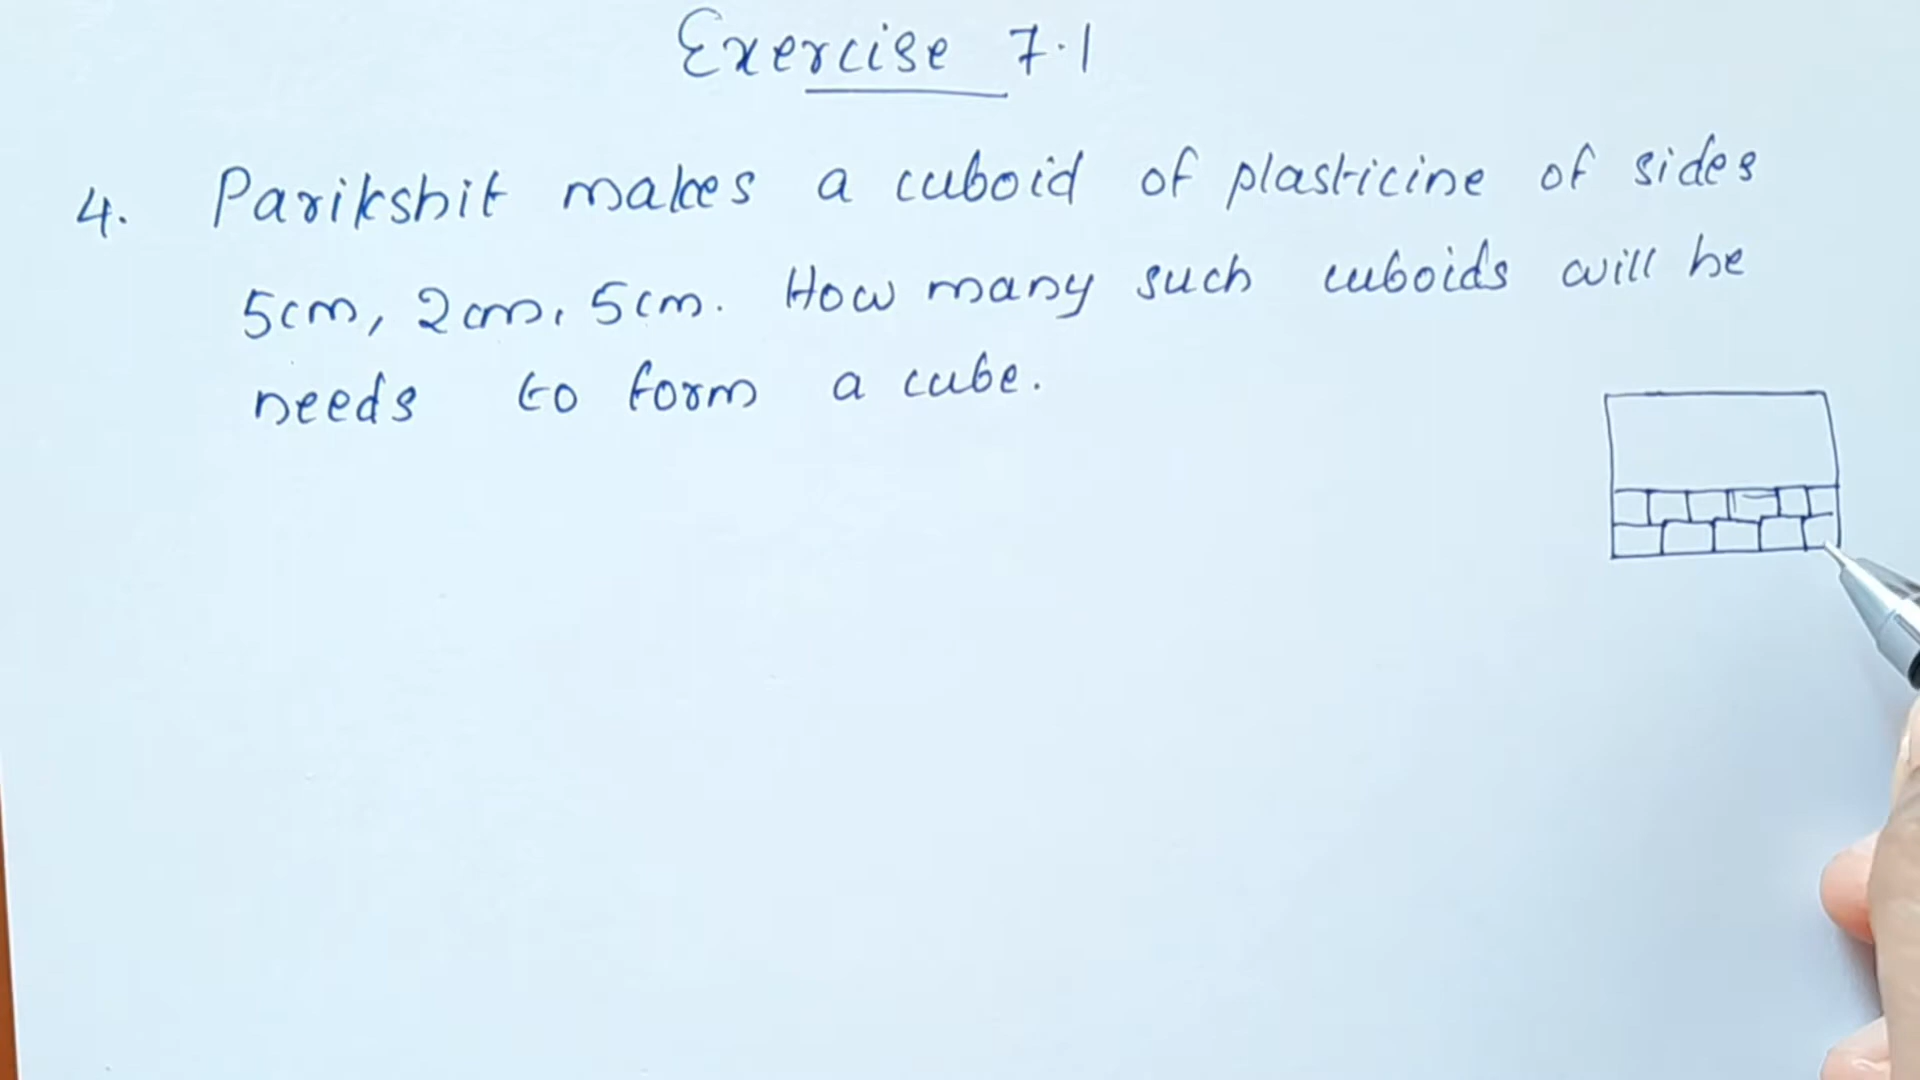 Exercise 7.1
4. Parikshit makes a cuboid of plasticine of sides
5cm, 2cm, 5cm. How many such cuboids will be
needs to form a cube.